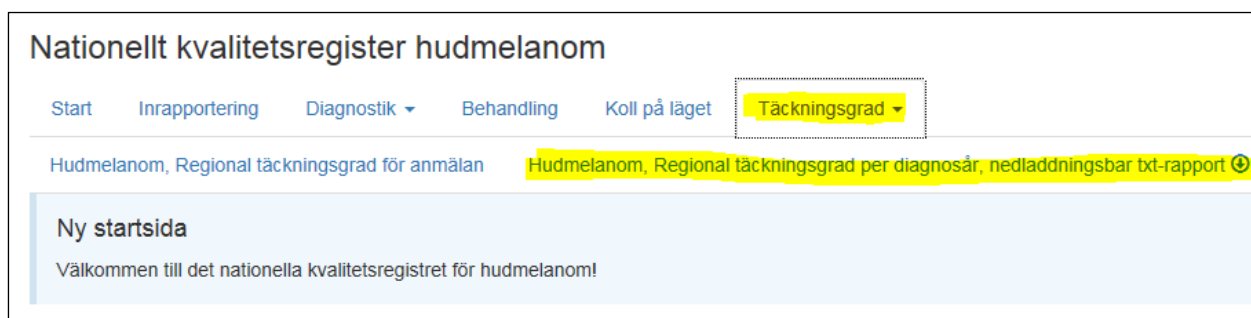 Nationellt kvalitetsregister hudmelanom
Start Inrapportering Diagnostik Behandling Koll på läget Täckningsgrad
Hudmelanom, Regional täckningsgrad för anmälan Hudmelanom, Regional täckningsgrad per diagnosår, nedladdningsbar txt-rapport
Ny startsida
Välkommen till det nationella kvalitetsregistret för hudmelanom!